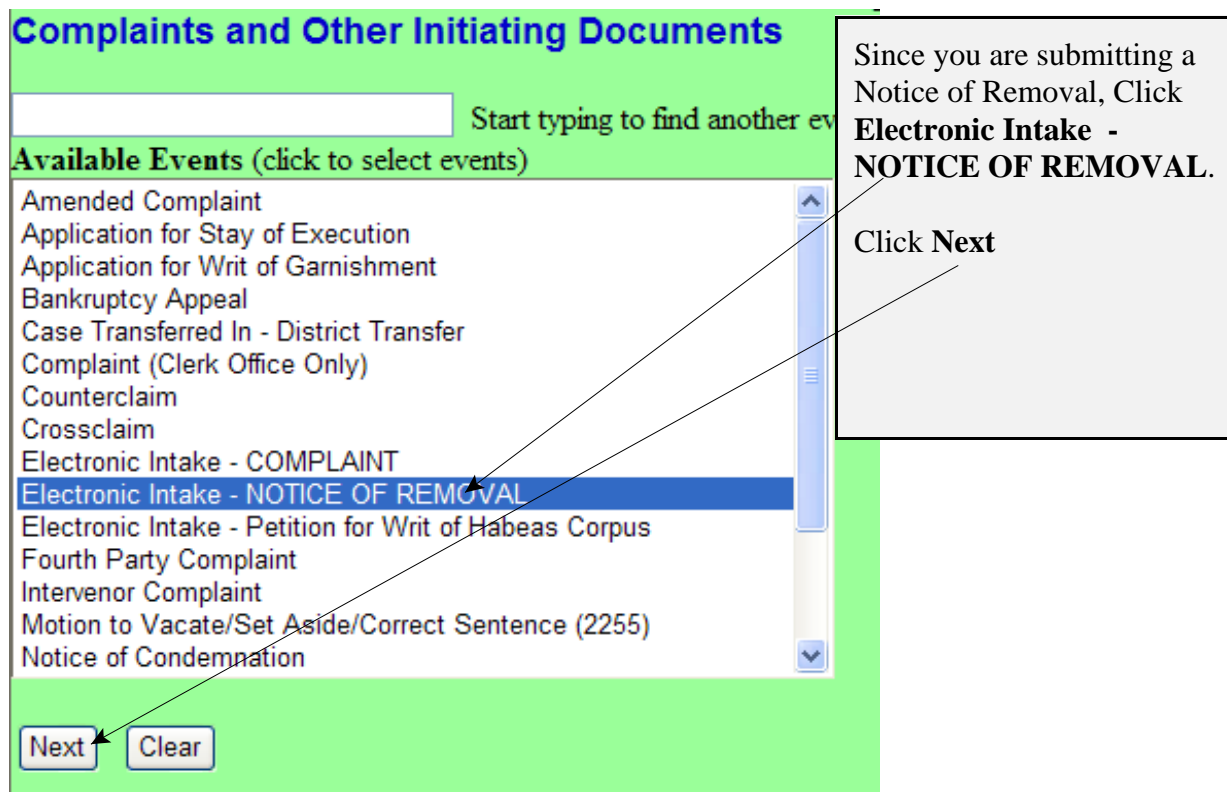 Complaints and Other Initiating Documents
Start typing to find another ev
Available Events (click to select events)
Amended Complaint
Application for Stay of Execution
Application for Writ of Garnishment
Bankruptcy Appeal
Case Transferred In - District Transfer
Complaint (Clerk Office Only)
Counterclaim
Crossclaim
Electronic Intake - COMPLAINT
Electronic Intake - NOTICE OF REMOVAL
Electronic Intake - Petition for Writ of Habeas Corpus
Fourth Party Complaint
Intervenor Complaint
Motion to Vacate/Set Aside/Correct Sentence (2255)
Notice of Condemnation
Next Clear
Since you are submitting a
Notice of Removal, Click
Electronic Intake -
NOTICE OF REMOVAL.
Click Next